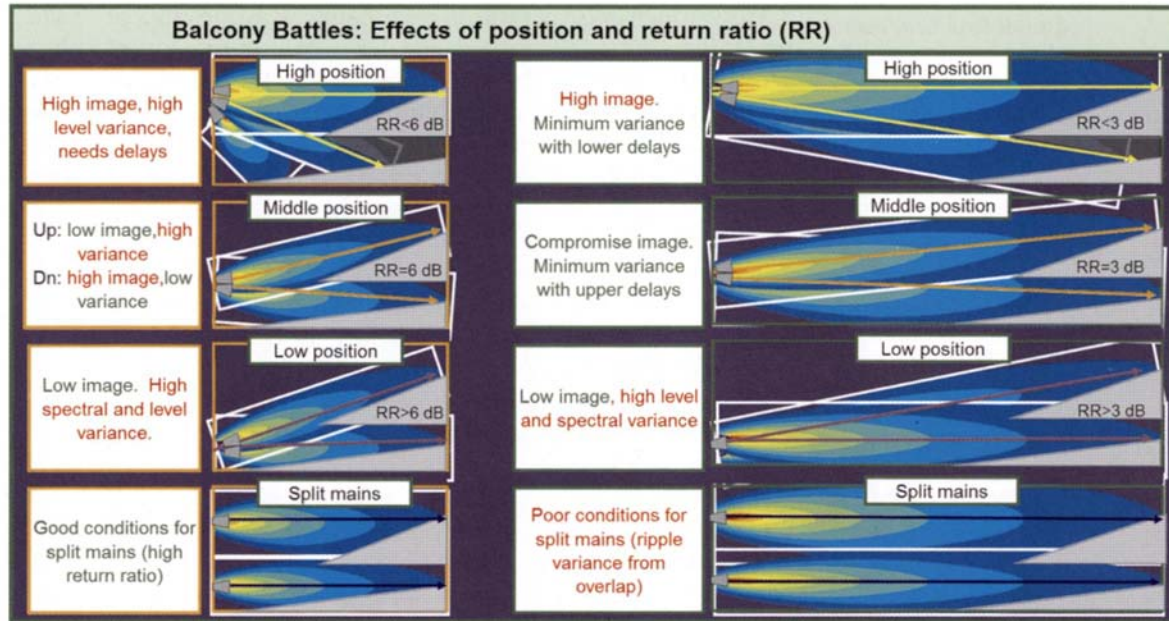 Balcony Battles: Effects of position and return ratio (RR)
High image, high
level variance,
needs delays
High position
RR<6 dB
High image.
Minimum variance
with lower delays
High position
RR<3 dB
Up: low image,high
variance
Dn: high image,low
variance
Middle position
RR=6 dB
Compromise image.
Minimum variance
with upper delays
Middle position
RR=3 dB
Low image. High
spectral and level
variance.
Low position
RR>6 dB
Low image, high level
and spectral variance
Low position
RR>3 dB
Good conditions for
split mains (high
return ratio)
Split mains
Poor conditions for
split mains (ripple
variance from
overlap)
Split mains